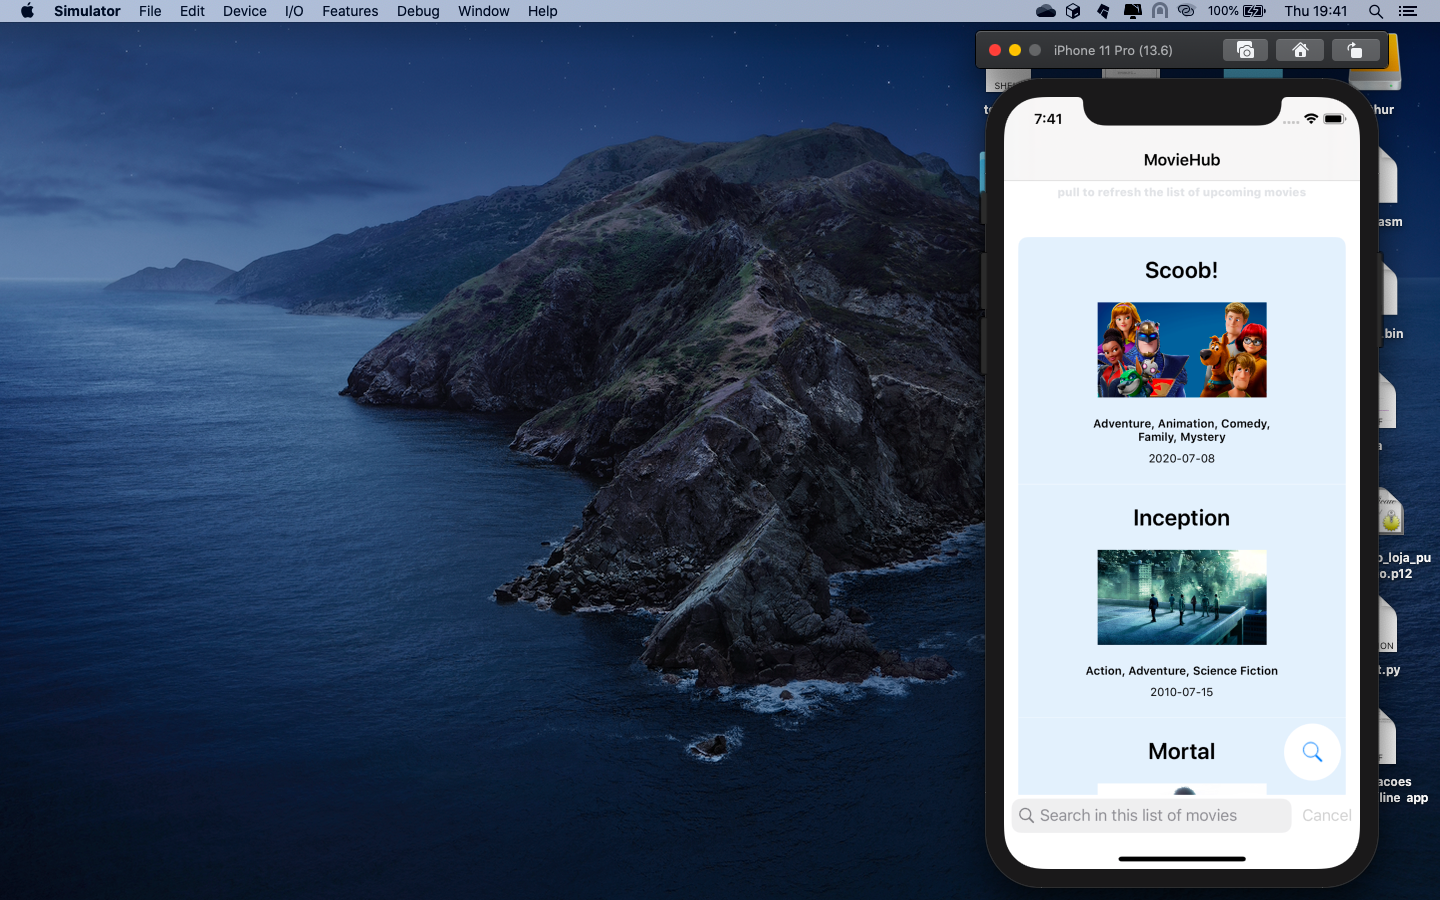 Simulator File Edit Device I/O Features Debug Window Help
100% Thu 19:41
iPhone 11 Pro (13.6)
SHE
hur
asm
.bin
a
o_loja_pu
o.p12
ON
t.py
acoes
line app
7:41
MovieHub
pull to refresh the list of upcoming movies
Scoob!
Adventure, Animation, Comedy,
Family, Mystery
2020-07-08
Inception
Action, Adventure, Science Fiction
2010-07-15
Mortal
Search in this list of movies Cancel